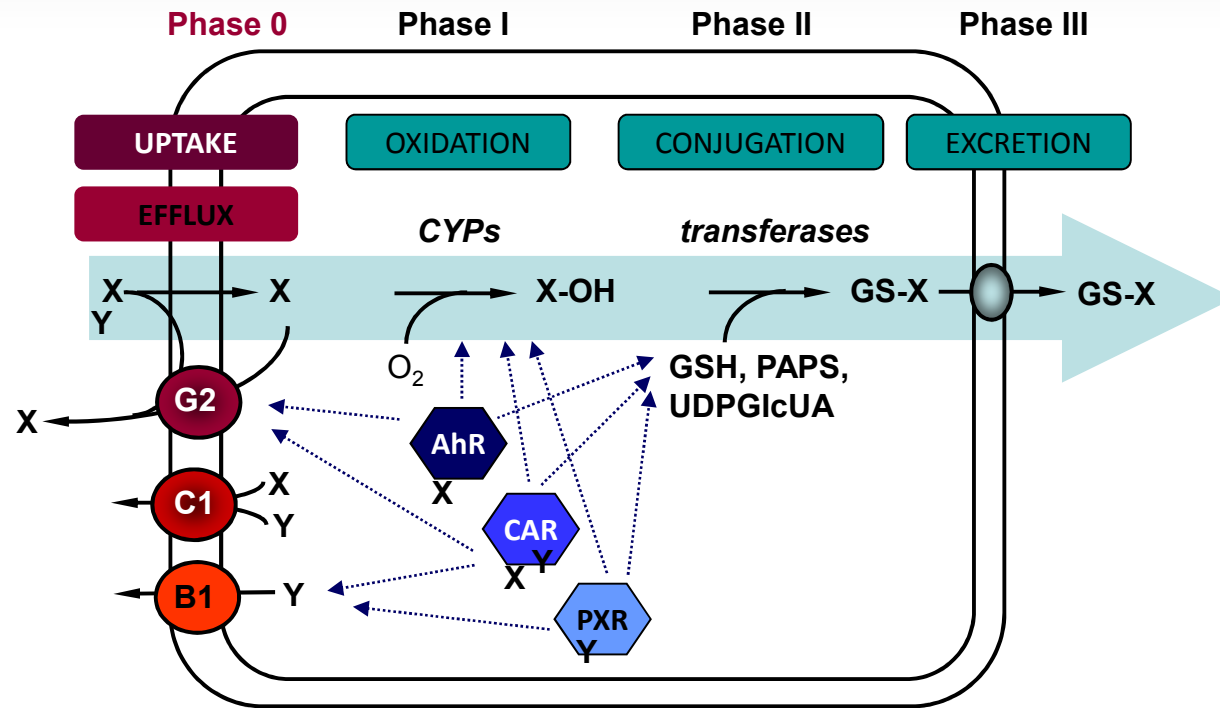 Phase 0 Phase I Phase II Phase III
UPTAKE OXIDATION CONJUGATION EXCRETION
EFFLUX
CYPs transferases
X X X-OH GS-X GS-X
Y
O2
GSH, PAPS,
UDPGlcUA
G2
X
AhR
X
C1 X
Y
CAR
X Y
B1 Y
PXR
Y